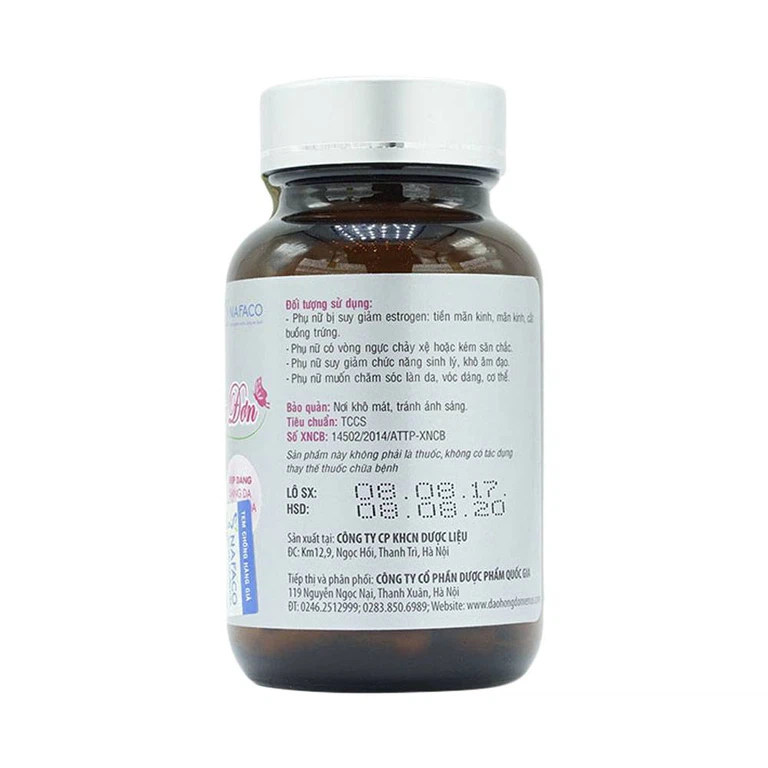 NAFACO
Đơn
TEM CHỐNG HÀNG GIẢ
NAFACO
Đối tượng sử dụng:
- Phụ nữ bị suy giảm estrogen: tiền mãn kinh, mãn kinh, cắt
buồng trứng.
- Phụ nữ có vòng ngực chảy xệ hoặc kém săn chắc.
- Phụ nữ suy giảm chức năng sinh lý, khô âm đạo.
- Phụ nữ muốn chăm sóc làn da, vóc dáng, cơ thể.
Bảo quản: Nơi khô mát, tránh ánh sáng.
Tiêu chuẩn: TCCS
Số XNCB: 14502/2014/ATTP-XNCB
Sản phẩm này không phải là thuốc, không có tác dụng
thay thế thuốc chữa bệnh
LÔ SX: 08.08.17.
HSD: 08.08.20
Sản xuất tại: CÔNG TY CP KHCN DƯỢC LIỆU
ĐC: Km12,9, Ngọc Hồi, Thanh Trì, Hà Nội
Tiếp thị và phân phối: CÔNG TY CỔ PHẦN DƯỢC PHẨM QUỐC GIA
119 Nguyễn Ngọc Nại, Thanh Xuân, Hà Nội
ĐT: 0246.2512999; 0283.850.6989; Website: